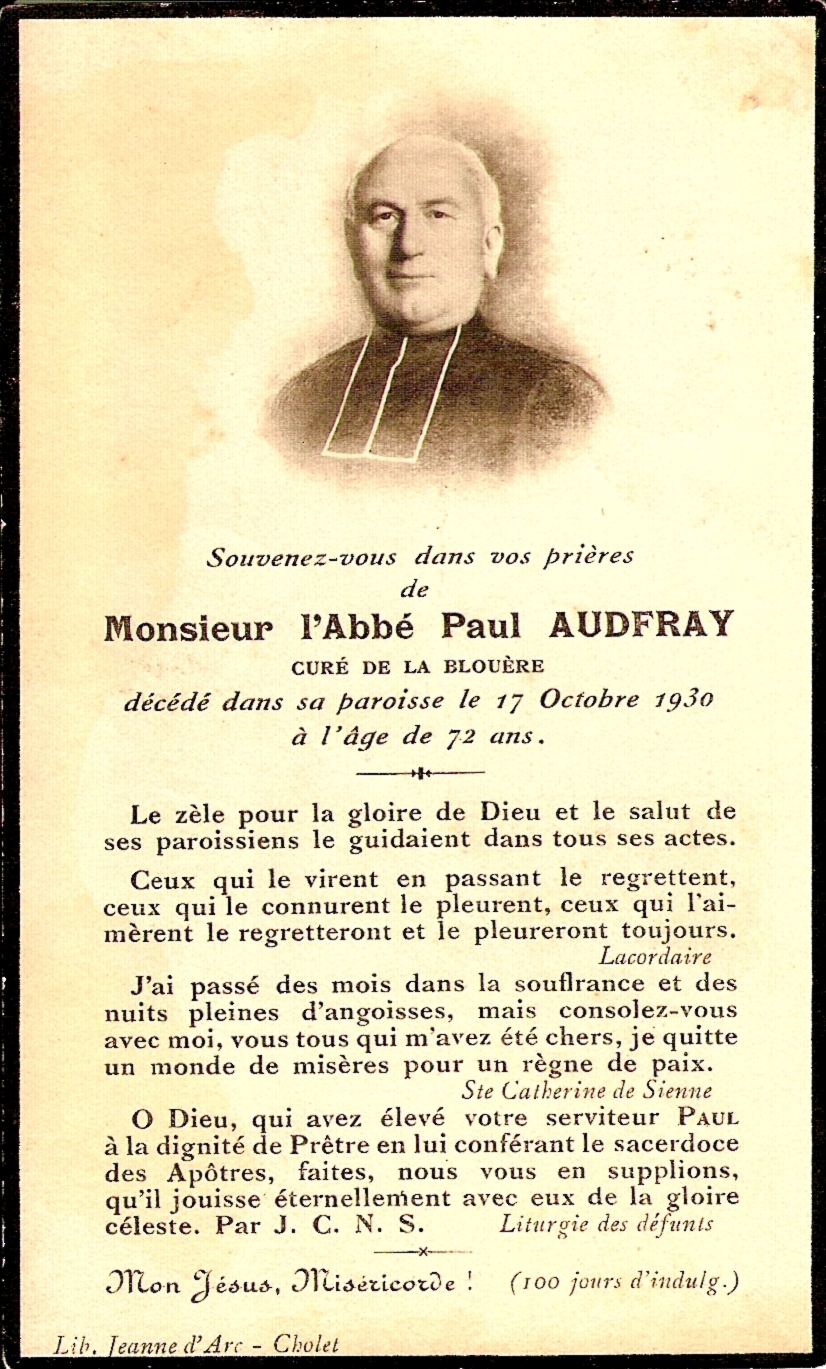 Souvenez-vous dans vos prières
de
Monsieur l'Abbé Paul AUDFRAY
CURÉ DE LA BLOUÈRE
décédé dans sa paroisse le 17 Octobre 1930
à l'âge de 72 ans.
Le zèle pour la gloire de Dieu et le salut de
ses paroissiens le guidaient dans tous ses actes.
Ceux qui le virent en passant le regrettent,
ceux qui le connurent le pleurent, ceux qui l'ai-
mèrent le regretteront et le pleureront toujours.
Lacordaire
J'ai passé des mois dans la souffrance et des
nuits pleines d'angoisses, mais consolez-vous
avec moi, vous tous qui m'avez été chers, je quitte
un monde de misères pour un règne de paix.
Ste Catherine de Sienne
O Dieu, qui avez élevé votre serviteur PAUL
à la dignité de Prêtre en lui conférant le sacerdoce
des Apôtres, faites, nous vous en supplions,
qu'il jouisse éternellement avec eux de la gloire
céleste. Par J. C. N. S. Liturgie des défunts
Mon Jésus, Miséricorde ! (100 jours d'indulg.)
Lib. Jeanne d'Arc - Cholet